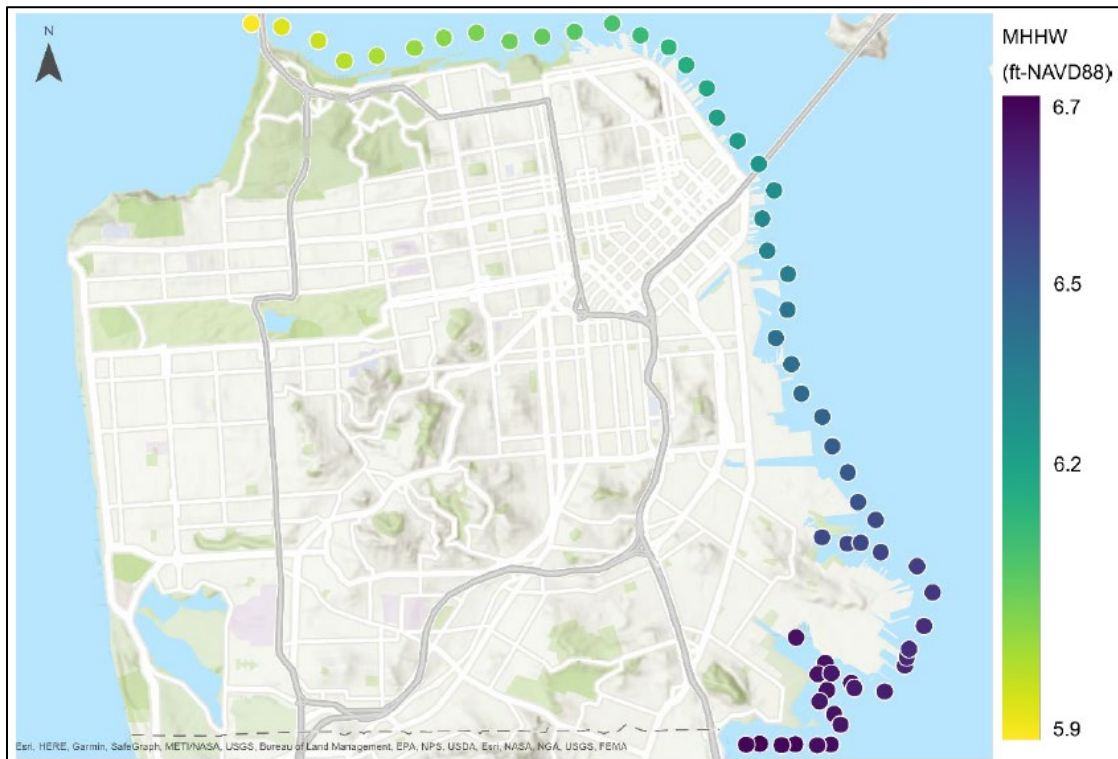 N
MHHW
(ft-NAVD88)
6.7
6.5
6.2
5.9
Esri, HERE, Garmin, SafeGraph, METI/NASA, USGS, Bureau of Land Management, EPA, NPS, USDA, Esri, NASA, NGA, USGS, FEMA